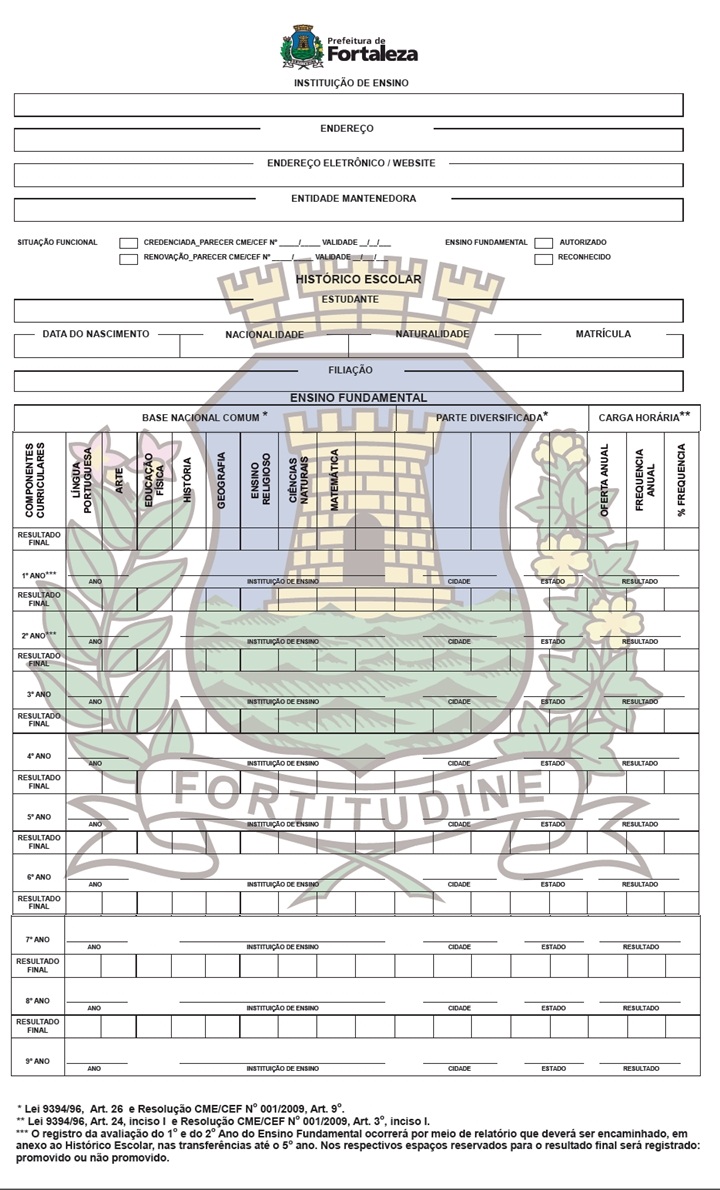 Prefeitura de
Fortaleza
INSTITUIÇÃO DE ENSINO
ENDEREÇO
ENDEREÇO ELETRÔNICO / WEBSITE
ENTIDADE MANTENEDORA
SITUAÇÃO FUNCIONAL CREDENCIADA_PARECER CME/CEF Nº _____/_____ VALIDADE __/__/___ ENSINO FUNDAMENTAL AUTORIZADO
RENOVAÇÃO_PARECER CME/CEF Nº _____/_____ VALIDADE __/___/___ RECONHECIDO
HISTÓRICO ESCOLAR
ESTUDANTE
DATA DO NASCIMENTO NACIONALIDADE NATURALIDADE MATRÍCULA
FILIAÇÃO
ENSINO FUNDAMENTAL
BASE NACIONAL COMUM * PARTE DIVERSIFICADA* CARGA HORÁRIA**
COMPONENTES CURRICULARES LÍNGUA PORTUGUESA ARTE EDUCAÇÃO FÍSICA HISTÓRIA GEOGRAFIA ENSINO RELIGIOSO CIÊNCIAS NATURAIS MATEMÁTICA OFERTA ANUAL FREQUENCIA ANUAL % FREQUENCIA
RESULTADO FINAL
1º ANO***
ANO INSTITUIÇÃO DE ENSINO CIDADE ESTADO RESULTADO
RESULTADO FINAL
2º ANO***
ANO INSTITUIÇÃO DE ENSINO CIDADE ESTADO RESULTADO
RESULTADO FINAL
3º ANO
ANO INSTITUIÇÃO DE ENSINO CIDADE ESTADO RESULTADO
RESULTADO FINAL
4º ANO
ANO INSTITUIÇÃO DE ENSINO CIDADE ESTADO RESULTADO
RESULTADO FINAL
FORTITUDINE
5º ANO
ANO INSTITUIÇÃO DE ENSINO CIDADE ESTADO RESULTADO
RESULTADO FINAL
6º ANO
ANO INSTITUIÇÃO DE ENSINO CIDADE ESTADO RESULTADO
RESULTADO FINAL
7º ANO
ANO INSTITUIÇÃO DE ENSINO CIDADE ESTADO RESULTADO
RESULTADO FINAL
8º ANO
ANO INSTITUIÇÃO DE ENSINO CIDADE ESTADO RESULTADO
RESULTADO FINAL
9º ANO
ANO INSTITUIÇÃO DE ENSINO CIDADE ESTADO RESULTADO
* Lei 9394/96, Art. 26 e Resolução CME/CEF Nº 001/2009, Art. 9º.
** Lei 9394/96, Art. 24, inciso I e Resolução CME/CEF Nº 001/2009, Art. 3º, inciso I.
*** O registro da avaliação do 1º e do 2º Ano do Ensino Fundamental ocorrerá por meio de relatório que deverá ser encaminhado, em
anexo ao Histórico Escolar, nas transferências até o 5º ano. Nos respectivos espaços reservados para o resultado final será registrado:
promovido ou não promovido.